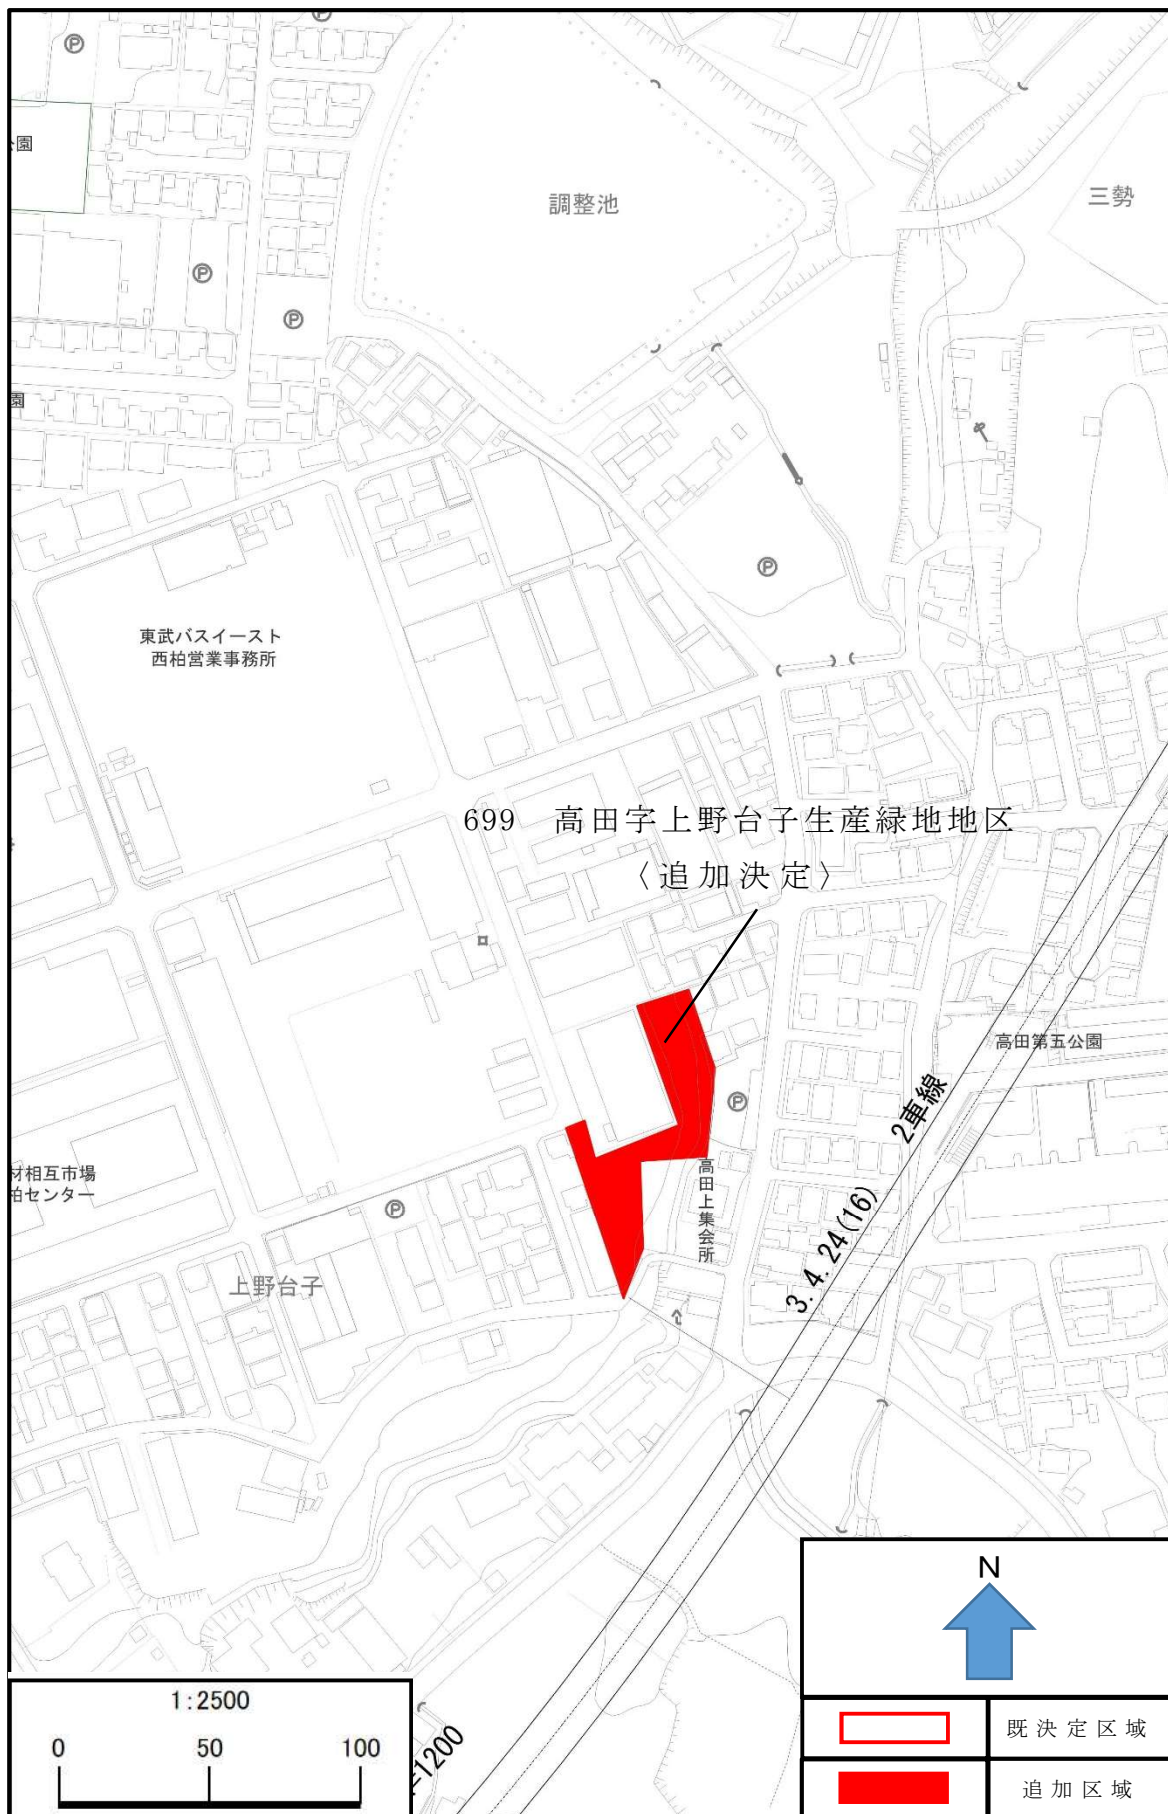 Ⓟ
Ⓟ
園
調整池
三勢
Ⓟ
Ⓟ
園
Ⓟ
東武バスイースト
西柏営業事務所
699 高田字上野台子生産緑地地区
〈追加決定〉
高田第五公園
2車線
Ⓟ
材相互市場
柏センター
高田上集会所
Ⓟ
3.4.24(16)
上野台子
N
1:2500
0 50 100
=1200
既決定区域
追加区域